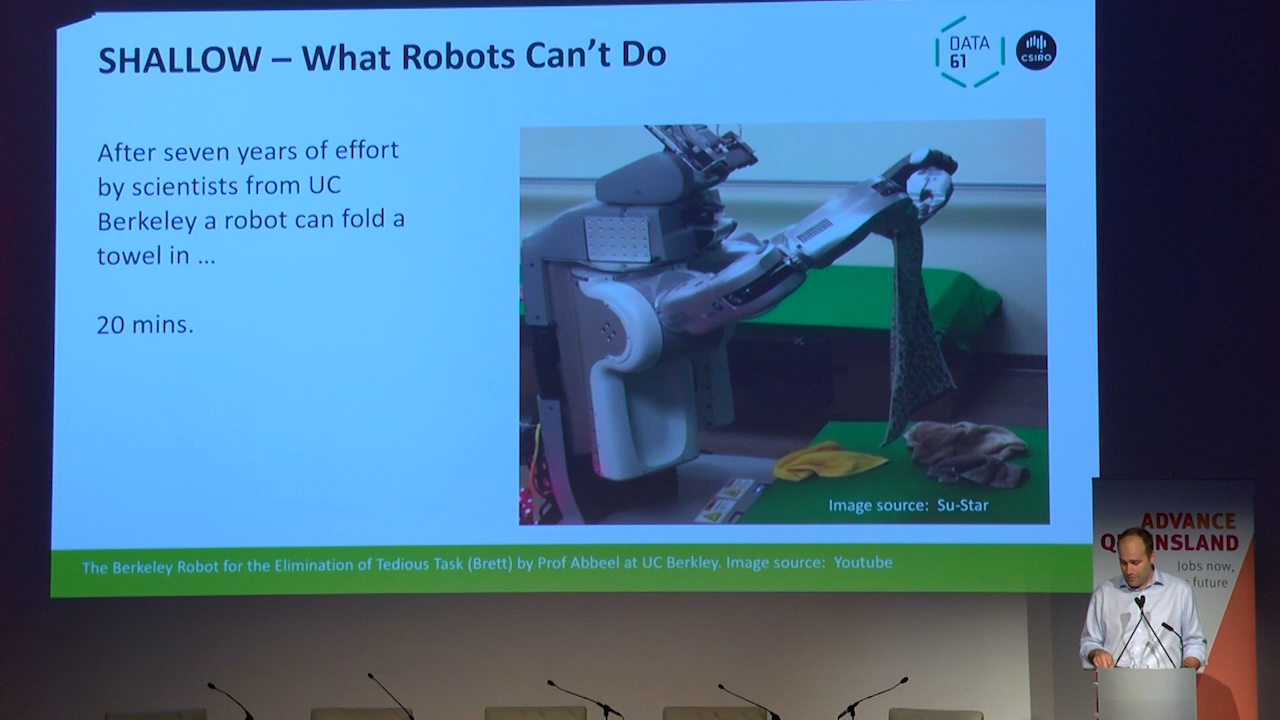 SHALLOW – What Robots Can't Do
DATA
61
CSIRO
After seven years of effort
by scientists from UC
Berkeley a robot can fold a
towel in ...
20 mins.
Image source: Su-Star
The Berkeley Robot for the Elimination of Tedious Task (Brett) by Prof Abbeel at UC Berkley. Image source: Youtube
ADVANCE
Jobs now,
future